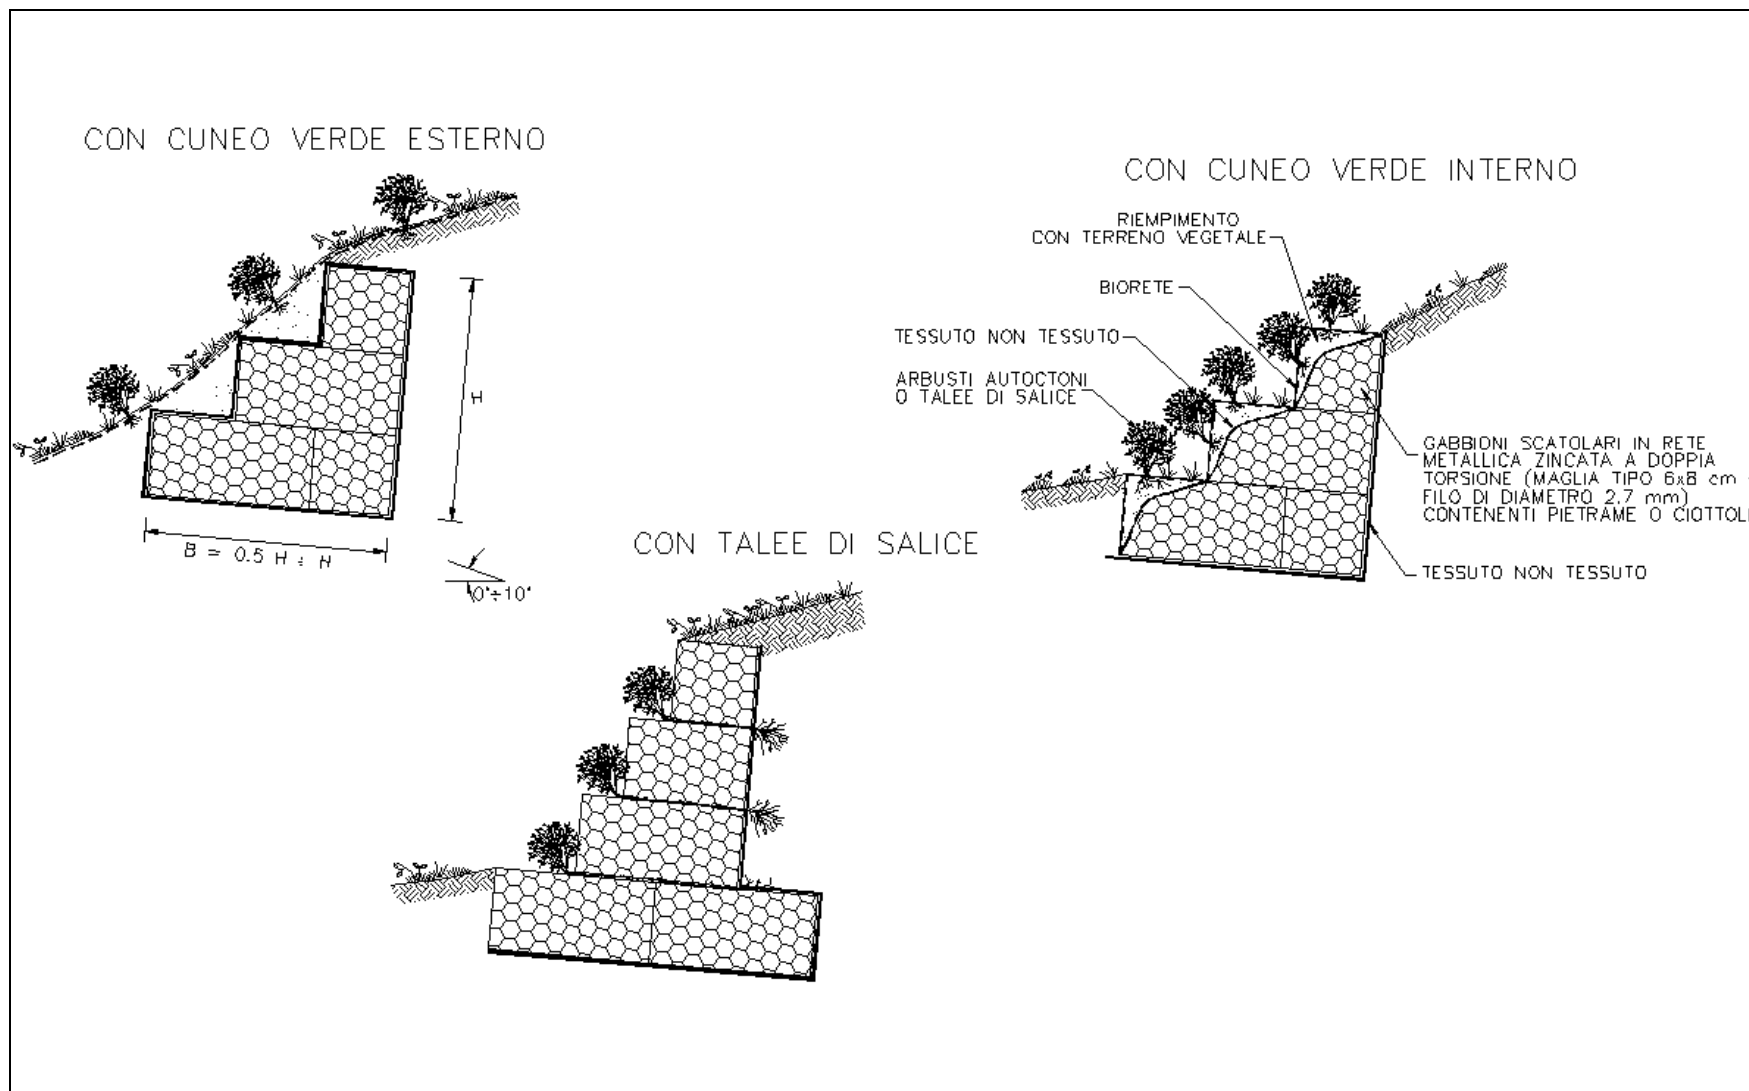 CON CUNEO VERDE ESTERNO
H
B = 0.5 H ÷ H
0°÷10°
CON TALEE DI SALICE
CON CUNEO VERDE INTERNO
RIEMPIMENTO
CON TERRENO VEGETALE
BIORETE
TESSUTO NON TESSUTO
ARBUSTI AUTOCTONI
O TALEE DI SALICE
GABBIONI SCATOLARI IN RETE
METALLICA ZINCATA A DOPPIA
TORSIONE (MAGLIA TIPO 6x8 cm
FILO DI DIAMETRO 2.7 mm)
CONTENENTI PIETRAME O CIOTTOLI
TESSUTO NON TESSUTO